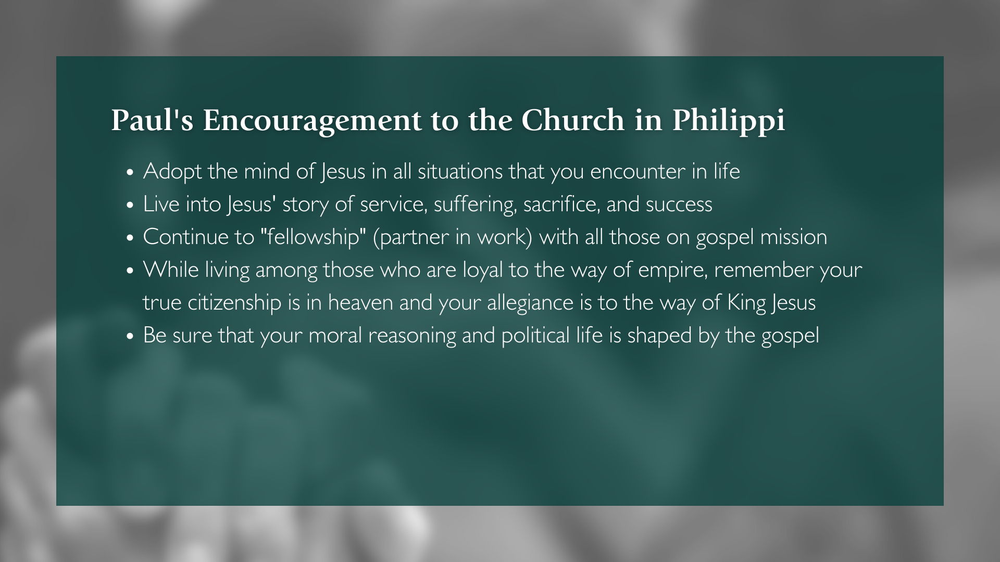 Paul's Encouragement to the Church in Philippi
• Adopt the mind of Jesus in all situations that you encounter in life
• Live into Jesus' story of service, suffering, sacrifice, and success
• Continue to "fellowship" (partner in work) with all those on gospel mission
• While living among those who are loyal to the way of empire, remember your
true citizenship is in heaven and your allegiance is to the way of King Jesus
• Be sure that your moral reasoning and political life is shaped by the gospel